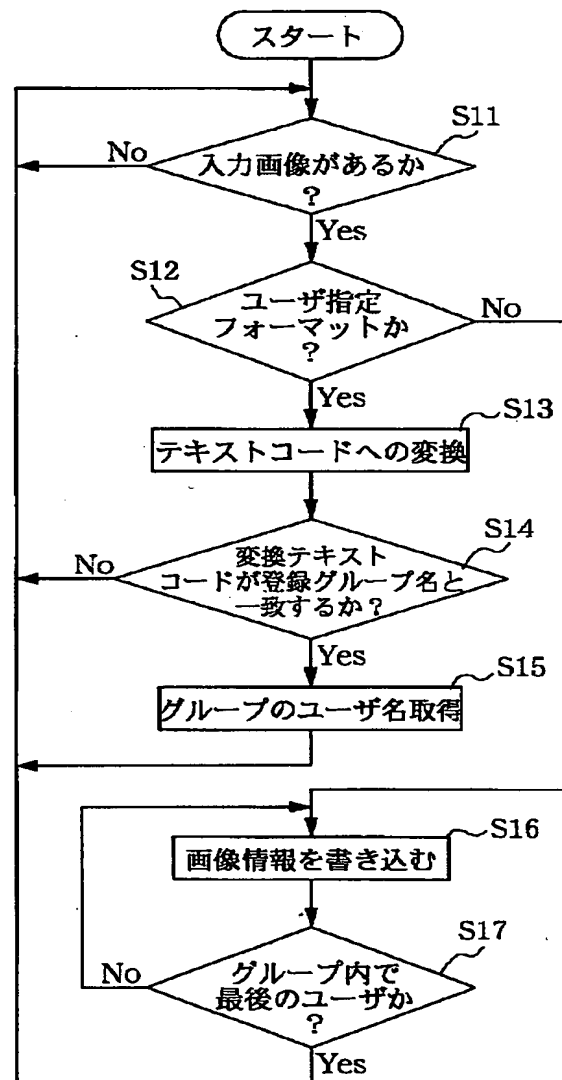 スタート
S11
No
入力画像があるか
?
Yes
S12
ユーザ指定
フォーマットか
?
No
Yes
S13
テキストコードへの変換
S14
No
変換テキスト
コードが登録グループ名と
一致するか?
Yes
S15
グループのユーザ名取得
S16
画像情報を書き込む
S17
No
グループ内で
最後のユーザか
?
Yes